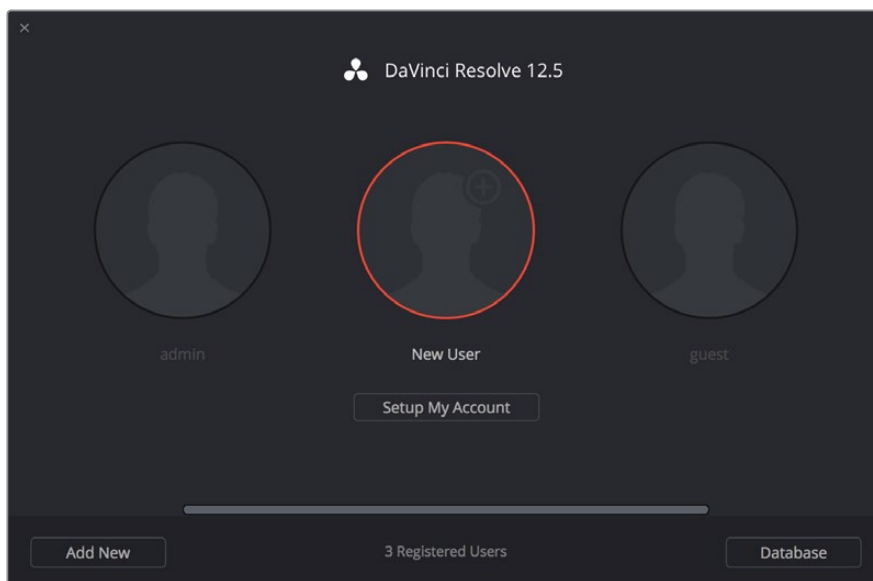 DaVinci Resolve 12.5
admin
New User
guest
Setup My Account
Add New
3 Registered Users
Database